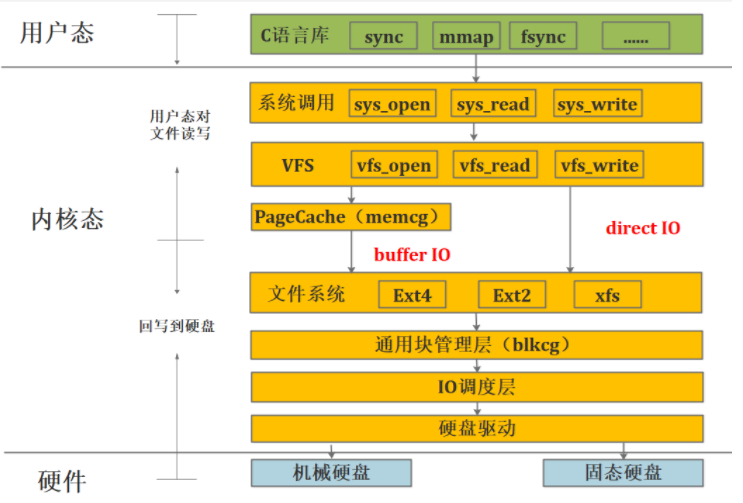 用户态
C语言库 sync mmap fsync ......
系统调用 sys_open sys_read sys_write
用户态对
文件读写
VFS vfs_open vfs_read vfs_write
内核态
PageCache（memcg）
direct IO
buffer IO
文件系统 Ext4 Ext2 xfs
回写到硬盘
通用块管理层（blkcg）
IO调度层
硬盘驱动
硬件
机械硬盘
固态硬盘